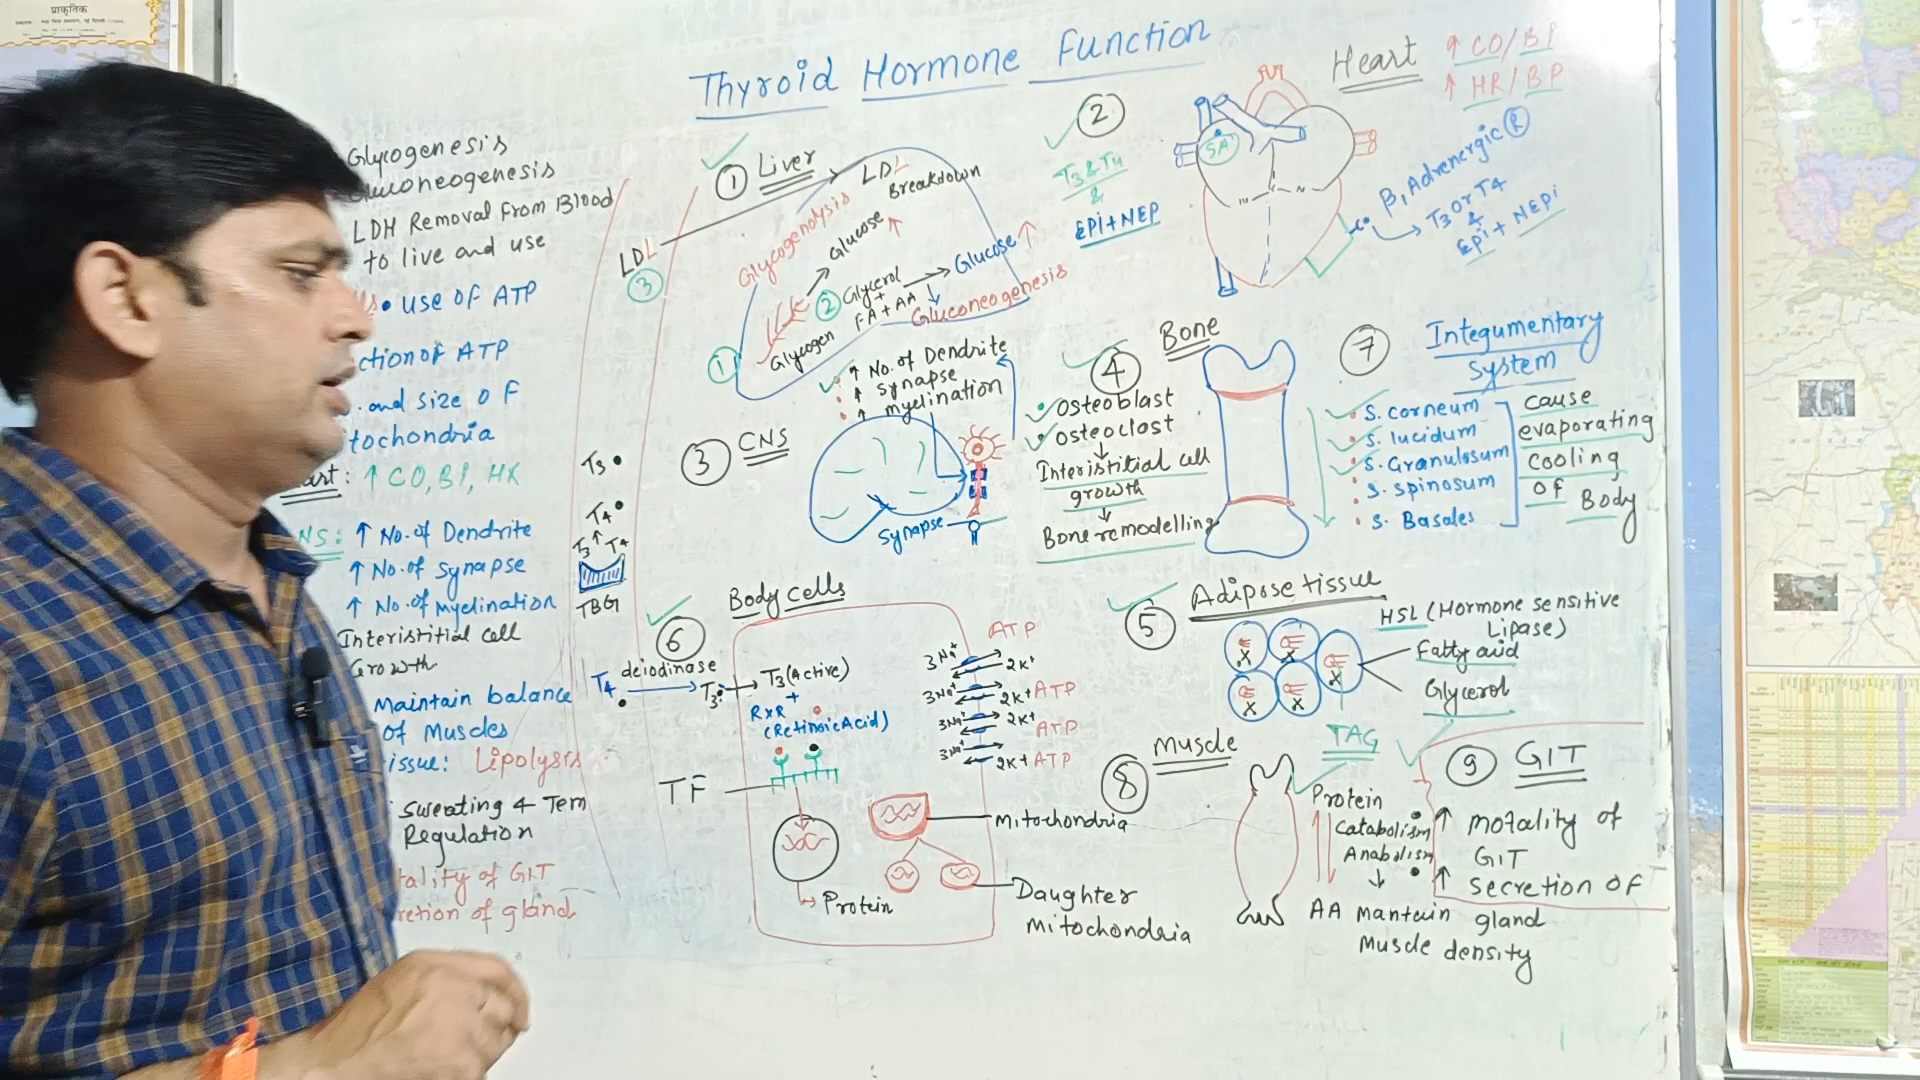 प्राकृतिक
Thyroid Hormone Function
Glycogenesis
Gluconeogenesis
LDH Removal From Blood
to live and use
• use of ATP
ction of ATP
and size of
tochondria
art: ↑ CO, BP, HR
NS: ↑ No. of Dendrite
↑ No. of Synapse
↑ No. of Myelination
Interistitial cell
Growth
Maintain balance
of Muscles
issue: Lipolysis
Sweating & Tem
Regulation
tality of GIT
retion of gland
T3
T4
T3 T4
TBG
① Liver
LDL
LDL
Breakdown
③
Glycogenolysis
Glucose ↑
② Glycerol → Glucose ↑
+
FA + AA
Gluconeogenesis
① Glycogen
②
T3 & T4
&
EPi + NEP
Heart
↑ CO/BP
↑ HR/BP
SA
β1 Adrenergic Ⓡ
T3 or T4
&
EPi + NEPi
③ CNS
↑ No. of Dendrite
↑ synapse
↑ myelination
Synapse
④ Bone
Osteoblast
Osteoclast
↓
Interistitial cell
growth
↓
Bone remodelling
⑦ Integumentary
System
S. corneum
S. lucidum
S. Granulosum
S. spinosum
S. Basales
cause
evaporating
cooling
of Body
⑥ Body cells
T4 deiodinase T3 → T3 (Active)
+
RXR
(Retinoic Acid)
TF
Protein
ATP
3Na+ 2K+
3Na+ 2K+ ATP
3Na+ 2K+ ATP
3Na+ 2K+ ATP
Mitochondria
Daughter
mitochondria
⑤ Adipose tissue
HSL (Hormone sensitive
Lipase)
Fatty aid
Glycerol
x x x x x
TAG
⑧ Muscle
Protein
Catabolism
Anabolism
↓
AA mantein
Muscle density
⑨ GIT
↑ motality of
GIT
↑ secretion of
gland